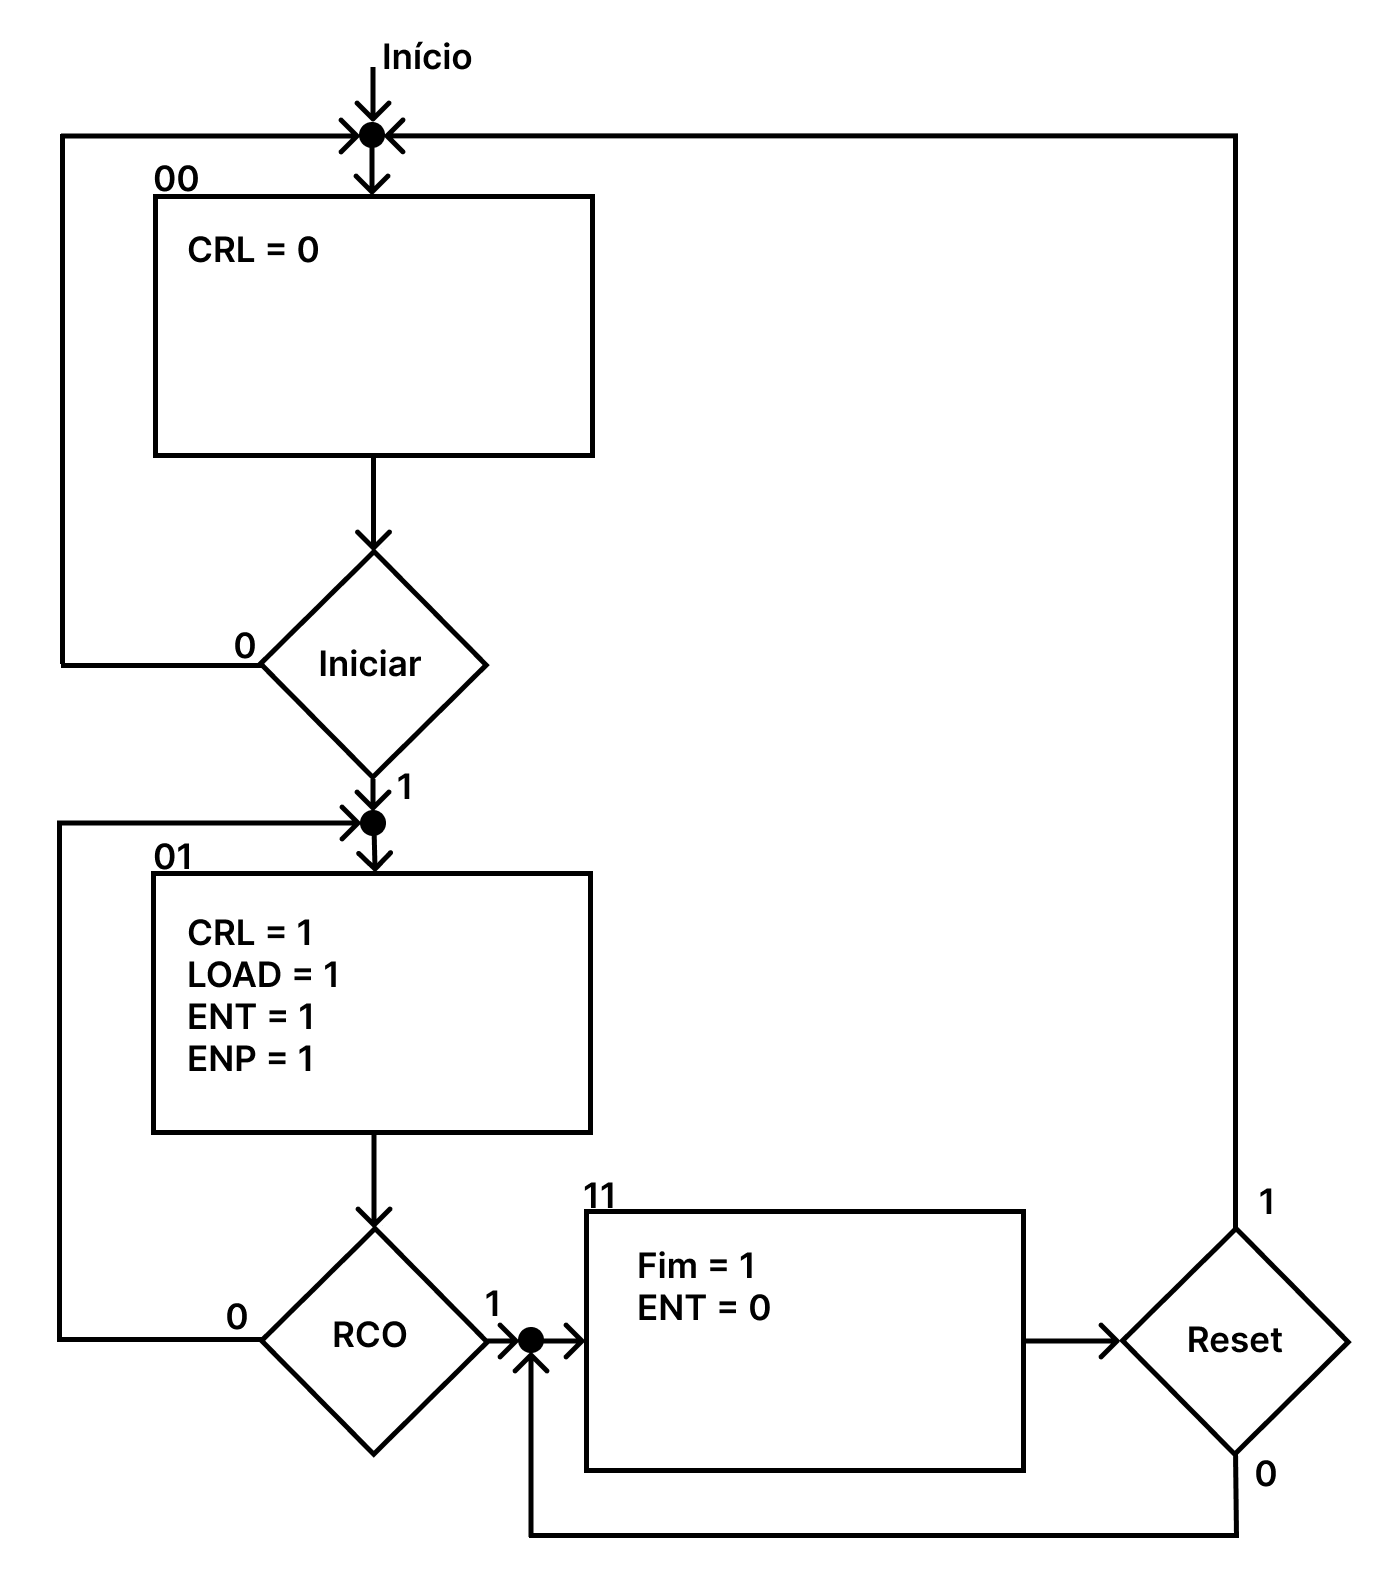 Início
00
CRL = 0
0
Iniciar
1
01
CRL = 1
LOAD = 1
ENT = 1
ENP = 1
0
RCO
1
11
Fim = 1
ENT = 0
1
Reset
0